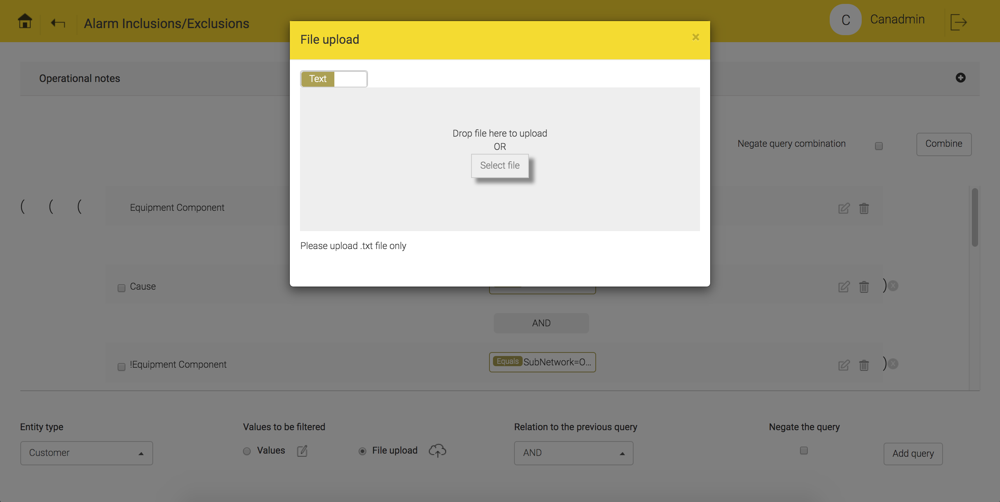 Alarm Inclusions/Exclusions
C
Canadmin
File upload
Text
Operational notes
Drop file here to upload
OR
Select file
Negate query combination
Combine
( ( ( Equipment Component
Please upload .txt file only
Cause
)
AND
!Equipment Component
Equals SubNetwork=O...
)
Entity type
Values to be filtered
Relation to the previous query
Negate the query
Customer
Values
File upload
AND
Add query